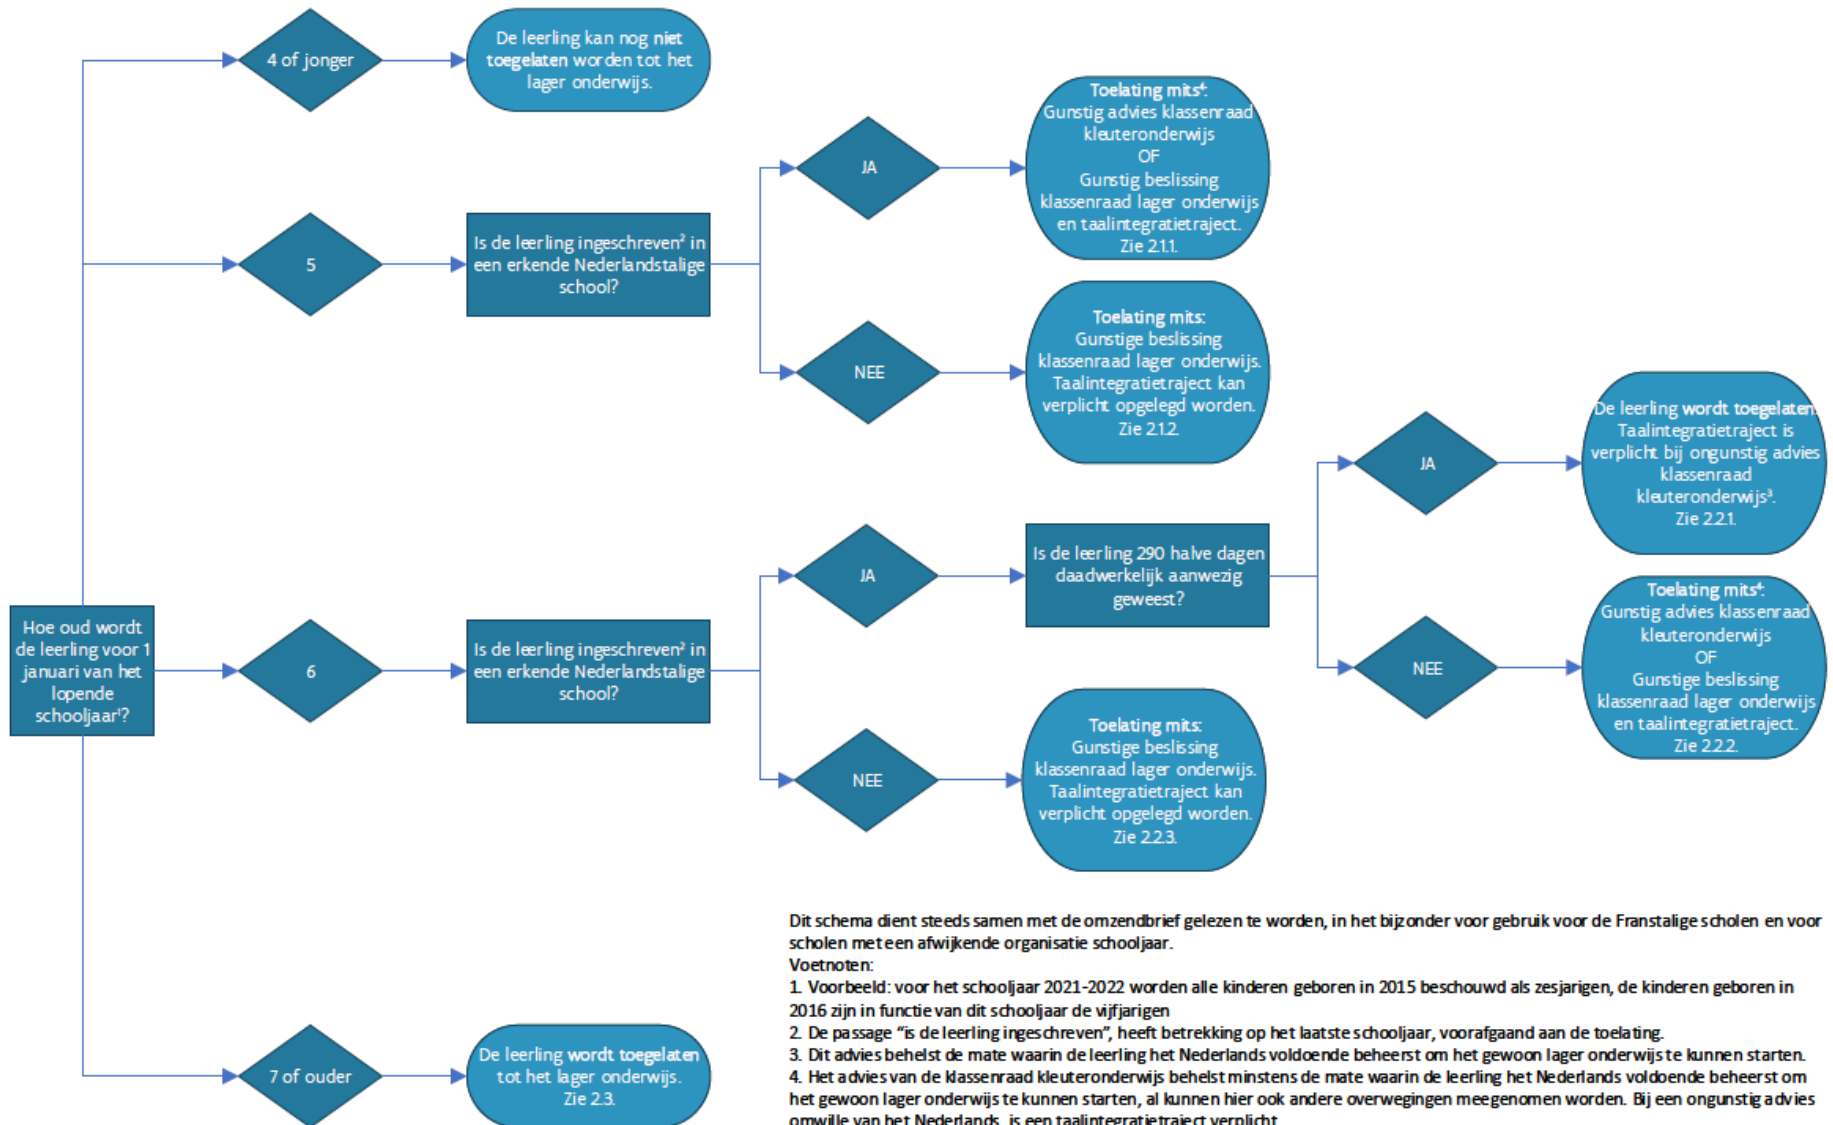 4 of jonger
De leerling kan nog niet
toegelaten worden tot het
lager onderwijs.
5
Is de leerling ingeschreven² in
een erkende Nederlandstalige
school?
JA
Toelating mits⁴:
Gunstig advies klassenraad
kleuteronderwijs
OF
Gunstig beslissing
klassenraad lager onderwijs
en taalintegratietraject.
Zie 2.1.1.
NEE
Toelating mits:
Gunstige beslissing
klassenraad lager onderwijs.
Taalintegratietraject kan
verplicht opgelegd worden.
Zie 2.1.2.
Hoe oud wordt
de leerling voor 1
januari van het
lopende
schooljaar¹?
6
Is de leerling ingeschreven² in
een erkende Nederlandstalige
school?
JA
Is de leerling 290 halve dagen
daadwerkelijk aanwezig
geweest?
JA
De leerling wordt toegelaten.
Taalintegratietraject is
verplicht bij ongunstig advies
klassenraad
kleuteronderwijs³.
Zie 2.2.1.
NEE
Toelating mits⁴:
Gunstig advies klassenraad
kleuteronderwijs
OF
Gunstige beslissing
klassenraad lager onderwijs
en taalintegratietraject.
Zie 2.2.2.
NEE
Toelating mits:
Gunstige beslissing
klassenraad lager onderwijs.
Taalintegratietraject kan
verplicht opgelegd worden.
Zie 2.2.3.
7 of ouder
De leerling wordt toegelaten
tot het lager onderwijs.
Zie 2.3.
Dit schema dient steeds samen met de omzendbrief gelezen te worden, in het bijzonder voor gebruik voor de Franstalige scholen en voor
scholen met een afwijkende organisatie schooljaar.
Voetnoten:
1. Voorbeeld: voor het schooljaar 2021-2022 worden alle kinderen geboren in 2015 beschouwd als zesjarigen, de kinderen geboren in
2016 zijn in functie van dit schooljaar de vijfjarigen
2. De passage “is de leerling ingeschreven”, heeft betrekking op het laatste schooljaar, voorafgaand aan de toelating.
3. Dit advies behelst de mate waarin de leerling het Nederlands voldoende beheerst om het gewoon lager onderwijs te kunnen starten.
4. Het advies van de klassenraad kleuteronderwijs behelst minstens de mate waarin de leerling het Nederlands voldoende beheerst om
het gewoon lager onderwijs te kunnen starten, al kunnen hier ook andere overwegingen meegenomen worden. Bij een ongunstig advies
omwille van het Nederlands, is een taalintegratietraject verplicht